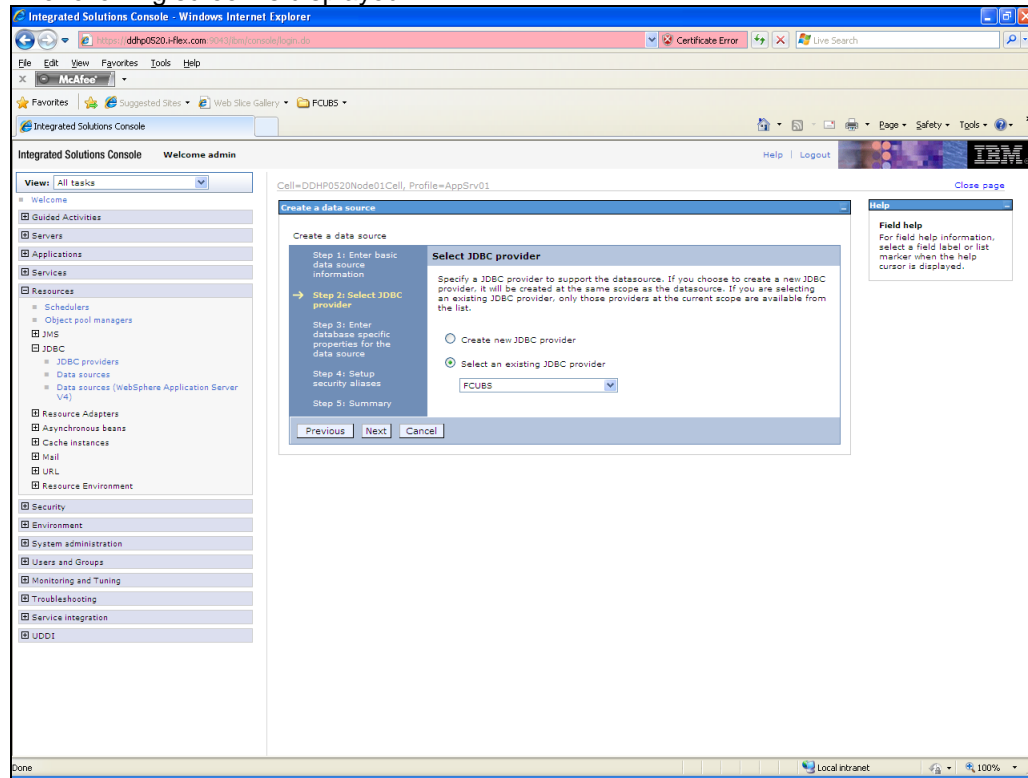 Integrated Solutions Console - Windows Internet Explorer
https://ddhp0520.i-flex.com:9043/ibm/console/login.do
Certificate Error
Live Search
File Edit View Favorites Tools Help
McAfee
Favorites Suggested Sites Web Slice Gallery FCUBS
Integrated Solutions Console
Page Safety Tools
Integrated Solutions Console Welcome admin
Help | Logout
IBM
View: All tasks
Welcome
Guided Activities
Servers
Applications
Services
Resources
Schedulers
Object pool managers
JMS
JDBC
JDBC providers
Data sources
Data sources (WebSphere Application Server
V4)
Resource Adapters
Asynchronous beans
Cache instances
Mail
URL
Resource Environment
Security
Environment
System administration
Users and Groups
Monitoring and Tuning
Troubleshooting
Service integration
UDDI
Cell=DDHP0520Node01Cell, Profile=AppSrv01
Close page
Create a data source
Create a data source
Step 1: Enter basic
data source
information
Step 2: Select JDBC
provider
Step 3: Enter
database specific
properties for the
data source
Step 4: Setup
security aliases
Step 5: Summary
Select JDBC provider
Specify a JDBC provider to support the datasource. If you choose to create a new JDBC
provider, it will be created at the same scope as the datasource. If you are selecting
an existing JDBC provider, only those providers at the current scope are available from
the list.
Create new JDBC provider
Select an existing JDBC provider
FCUBS
Previous Next Cancel
Help
Field help
For field help information,
select a field label or list
marker when the help
cursor is displayed.
Done
Local intranet
100%